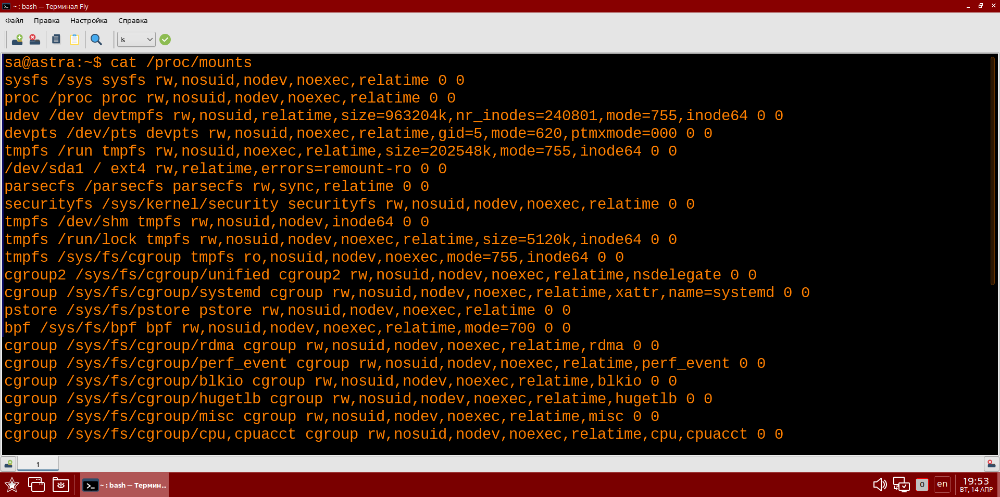 ~ : bash — Терминал Fly
Файл Правка Настройка Справка
ls
sa@astra:~$ cat /proc/mounts
sysfs /sys sysfs rw,nosuid,nodev,noexec,relatime 0 0
proc /proc proc rw,nosuid,nodev,noexec,relatime 0 0
udev /dev devtmpfs rw,nosuid,relatime,size=963204k,nr_inodes=240801,mode=755,inode64 0 0
devpts /dev/pts devpts rw,nosuid,noexec,relatime,gid=5,mode=620,ptmxmode=000 0 0
tmpfs /run tmpfs rw,nosuid,noexec,relatime,size=202548k,mode=755,inode64 0 0
/dev/sda1 / ext4 rw,relatime,errors=remount-ro 0 0
parsecfs /parsecfs parsecfs rw,sync,relatime 0 0
securityfs /sys/kernel/security securityfs rw,nosuid,nodev,noexec,relatime 0 0
tmpfs /dev/shm tmpfs rw,nosuid,nodev,inode64 0 0
tmpfs /run/lock tmpfs rw,nosuid,nodev,noexec,relatime,size=5120k,inode64 0 0
tmpfs /sys/fs/cgroup tmpfs ro,nosuid,nodev,noexec,mode=755,inode64 0 0
cgroup2 /sys/fs/cgroup/unified cgroup2 rw,nosuid,nodev,noexec,relatime,nsdelegate 0 0
cgroup /sys/fs/cgroup/systemd cgroup rw,nosuid,nodev,noexec,relatime,xattr,name=systemd 0 0
pstore /sys/fs/pstore pstore rw,nosuid,nodev,noexec,relatime 0 0
bpf /sys/fs/bpf bpf rw,nosuid,nodev,noexec,relatime,mode=700 0 0
cgroup /sys/fs/cgroup/rdma cgroup rw,nosuid,nodev,noexec,relatime,rdma 0 0
cgroup /sys/fs/cgroup/perf_event cgroup rw,nosuid,nodev,noexec,relatime,perf_event 0 0
cgroup /sys/fs/cgroup/blkio cgroup rw,nosuid,nodev,noexec,relatime,blkio 0 0
cgroup /sys/fs/cgroup/hugetlb cgroup rw,nosuid,nodev,noexec,relatime,hugetlb 0 0
cgroup /sys/fs/cgroup/misc cgroup rw,nosuid,nodev,noexec,relatime,misc 0 0
cgroup /sys/fs/cgroup/cpu,cpuacct cgroup rw,nosuid,nodev,noexec,relatime,cpu,cpuacct 0 0
1
~ : bash — Термин...
0
en
19:53
ВТ, 14 АПР